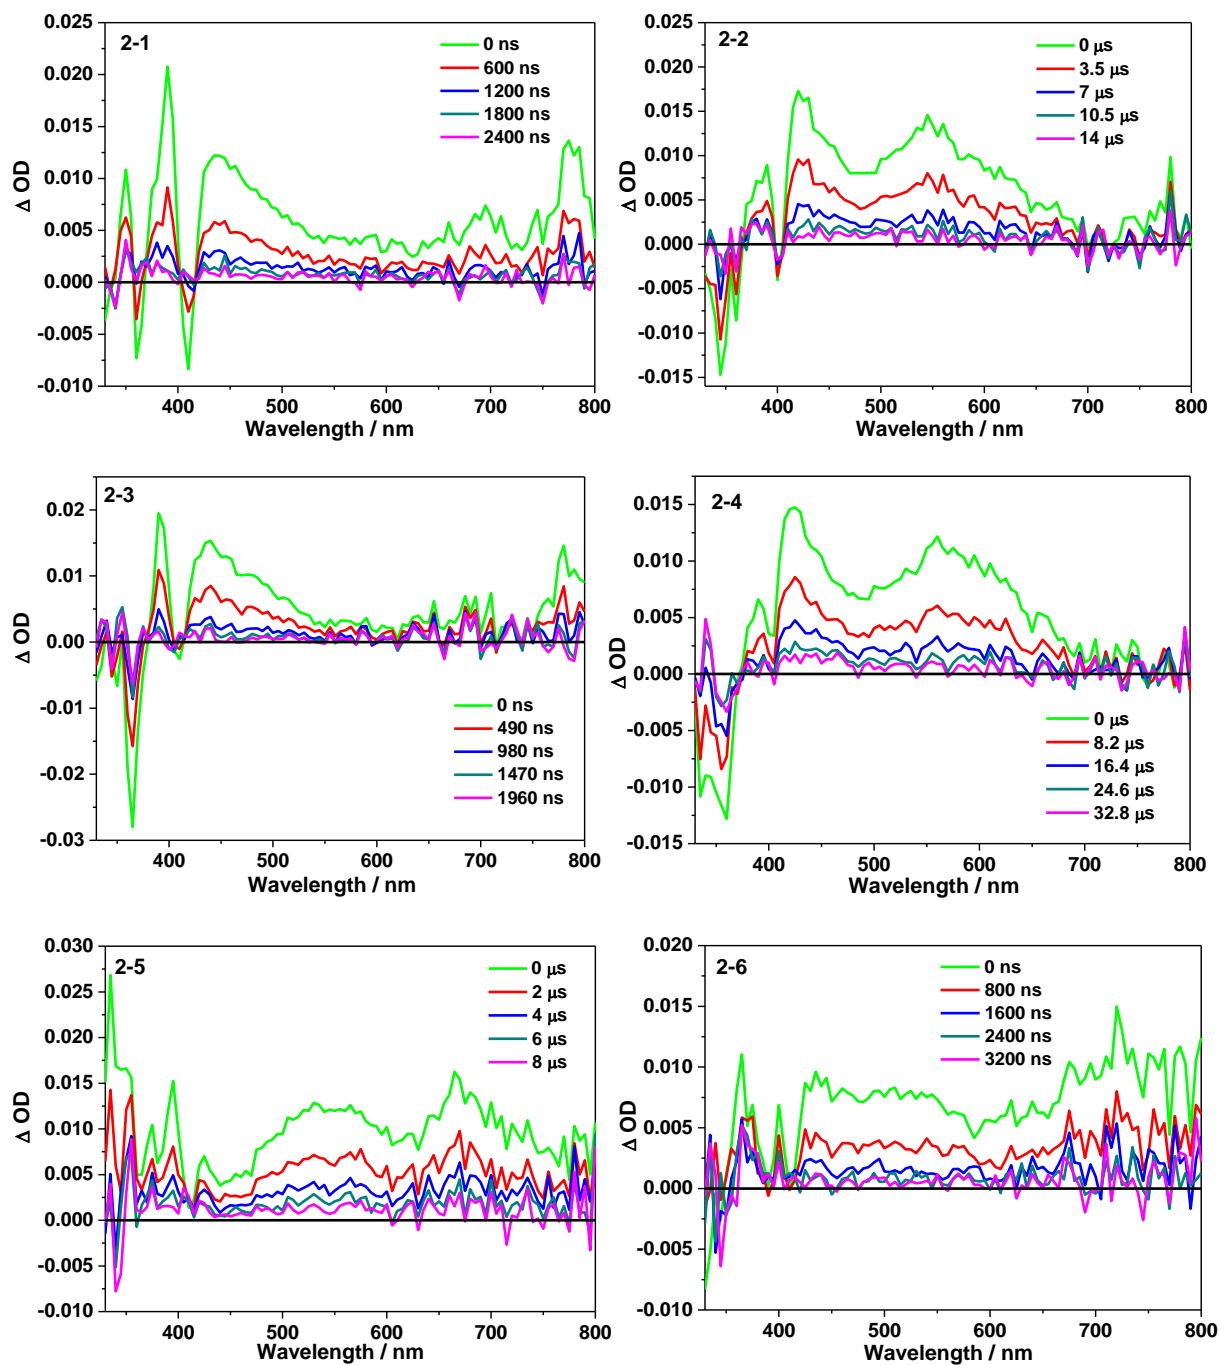 2-1
0 ns
600 ns
1200 ns
1800 ns
2400 ns
0.025
0.020
0.015
0.010
0.005
0.000
-0.005
-0.010
Δ OD
400 500 600 700 800
Wavelength / nm
2-2
0 μs
3.5 μs
7 μs
10.5 μs
14 μs
0.025
0.020
0.015
0.010
0.005
0.000
-0.005
-0.010
-0.015
Δ OD
400 500 600 700 800
Wavelength / nm
2-3
0 ns
490 ns
980 ns
1470 ns
1960 ns
0.02
0.01
0.00
-0.01
-0.02
-0.03
Δ OD
400 500 600 700 800
Wavelength / nm
2-4
0 μs
8.2 μs
16.4 μs
24.6 μs
32.8 μs
0.015
0.010
0.005
0.000
-0.005
-0.010
-0.015
Δ OD
400 500 600 700 800
Wavelength / nm
2-5
0 μs
2 μs
4 μs
6 μs
8 μs
0.030
0.025
0.020
0.015
0.010
0.005
0.000
-0.005
-0.010
Δ OD
400 500 600 700 800
Wavelength / nm
2-6
0 ns
800 ns
1600 ns
2400 ns
3200 ns
0.020
0.015
0.010
0.005
0.000
-0.005
-0.010
Δ OD
400 500 600 700 800
Wavelength / nm